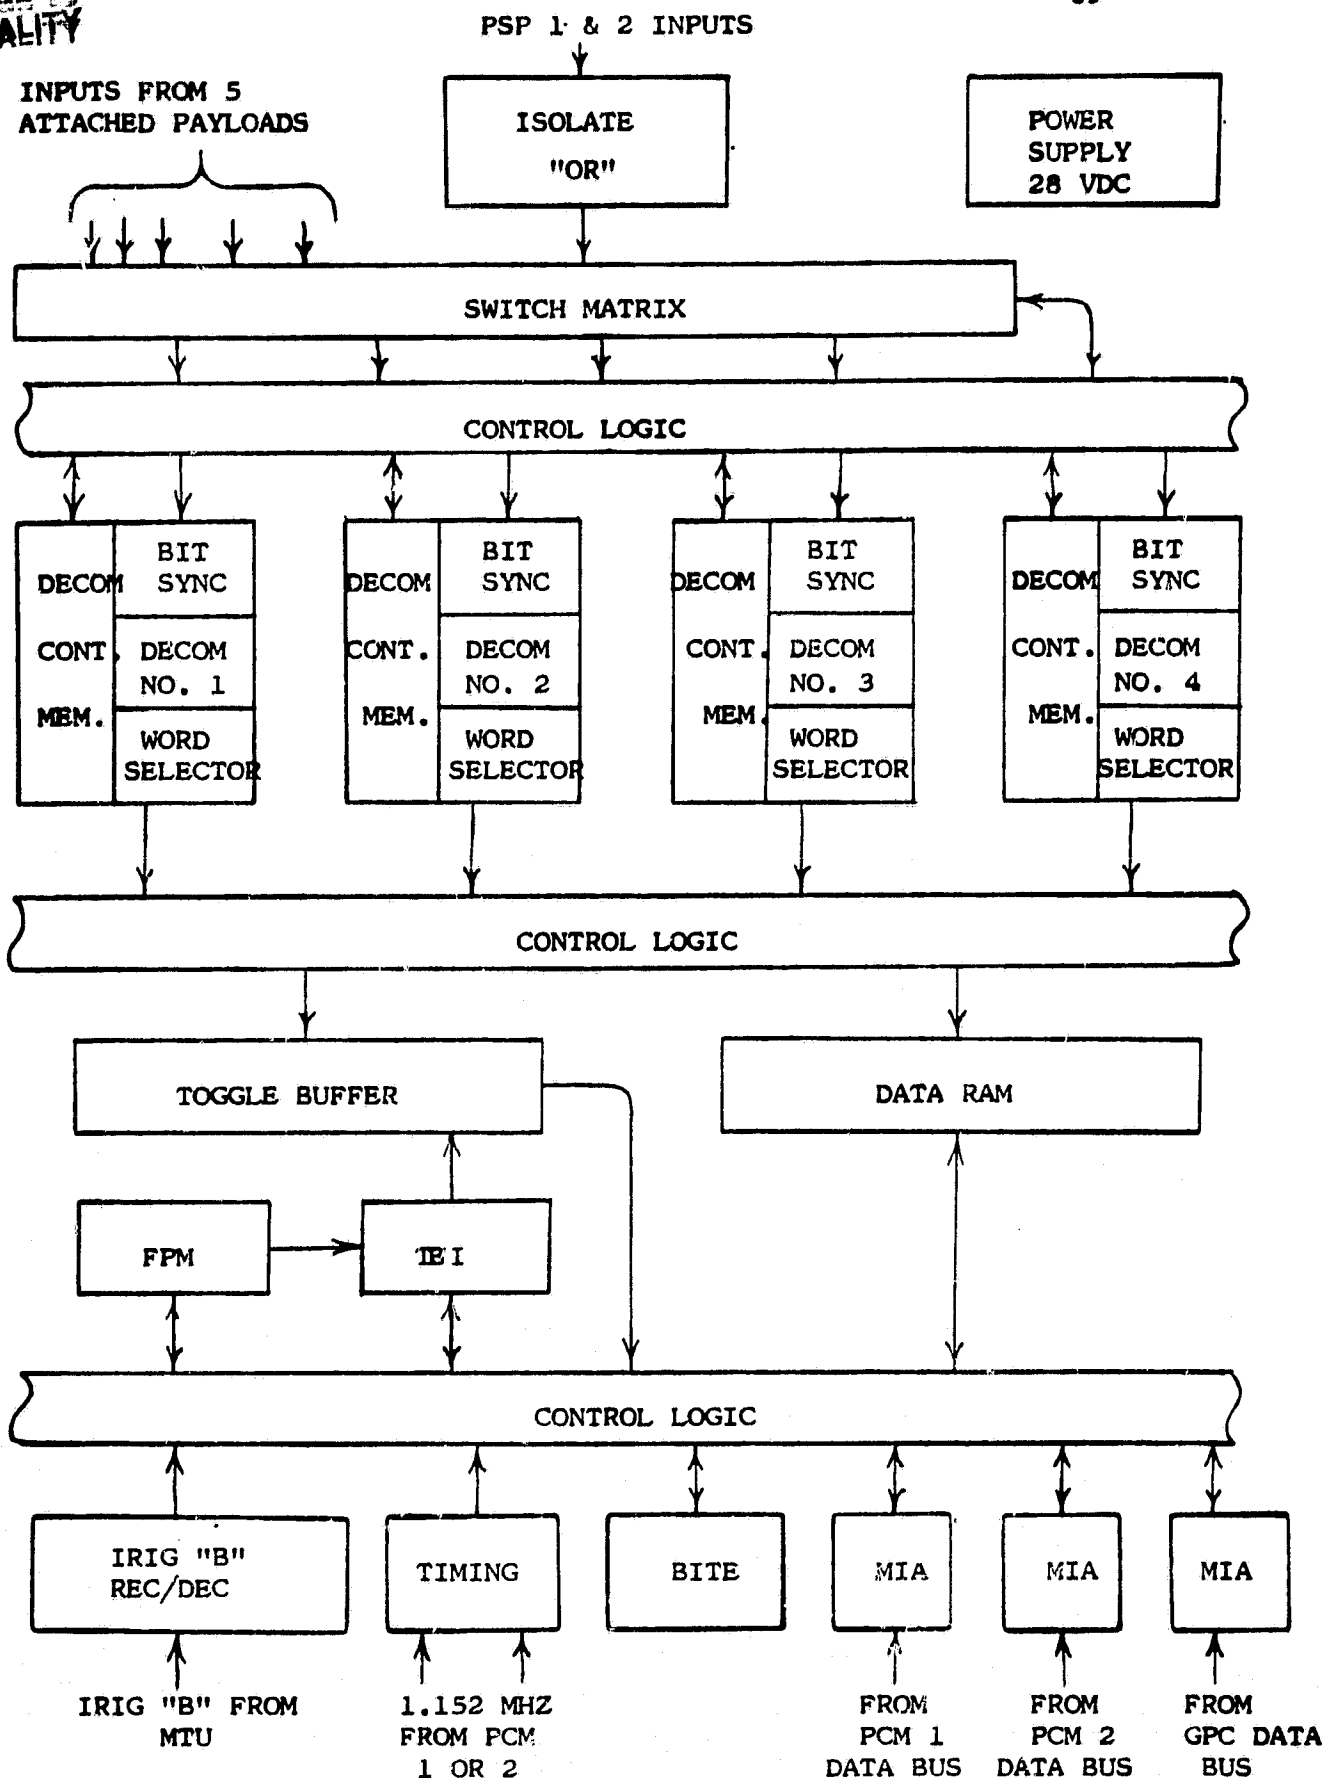 ALITY
PSP 1 & 2 INPUTS
INPUTS FROM 5
ATTACHED PAYLOADS
ISOLATE
"OR"
POWER
SUPPLY
28 VDC
SWITCH MATRIX
CONTROL LOGIC
DECOM
CONT.
MEM.
BIT
SYNC
DECOM
NO. 1
WORD
SELECTOR
DECOM
CONT.
MEM.
BIT
SYNC
DECOM
NO. 2
WORD
SELECTOR
DECOM
CONT.
MEM.
BIT
SYNC
DECOM
NO. 3
WORD
SELECTOR
DECOM
CONT.
MEM.
BIT
SYNC
DECOM
NO. 4
WORD
SELECTOR
CONTROL LOGIC
TOGGLE BUFFER
DATA RAM
FPM
CONTROL LOGIC
IRIG "B"
REC/DEC
TIMING
BITE
MIA
MIA
MIA
IRIG "B" FROM
MTU
1.152 MHZ
FROM PCM
1 OR 2
FROM
PCM 1
DATA BUS
FROM
PCM 2
DATA BUS
FROM
GPC DATA
BUS